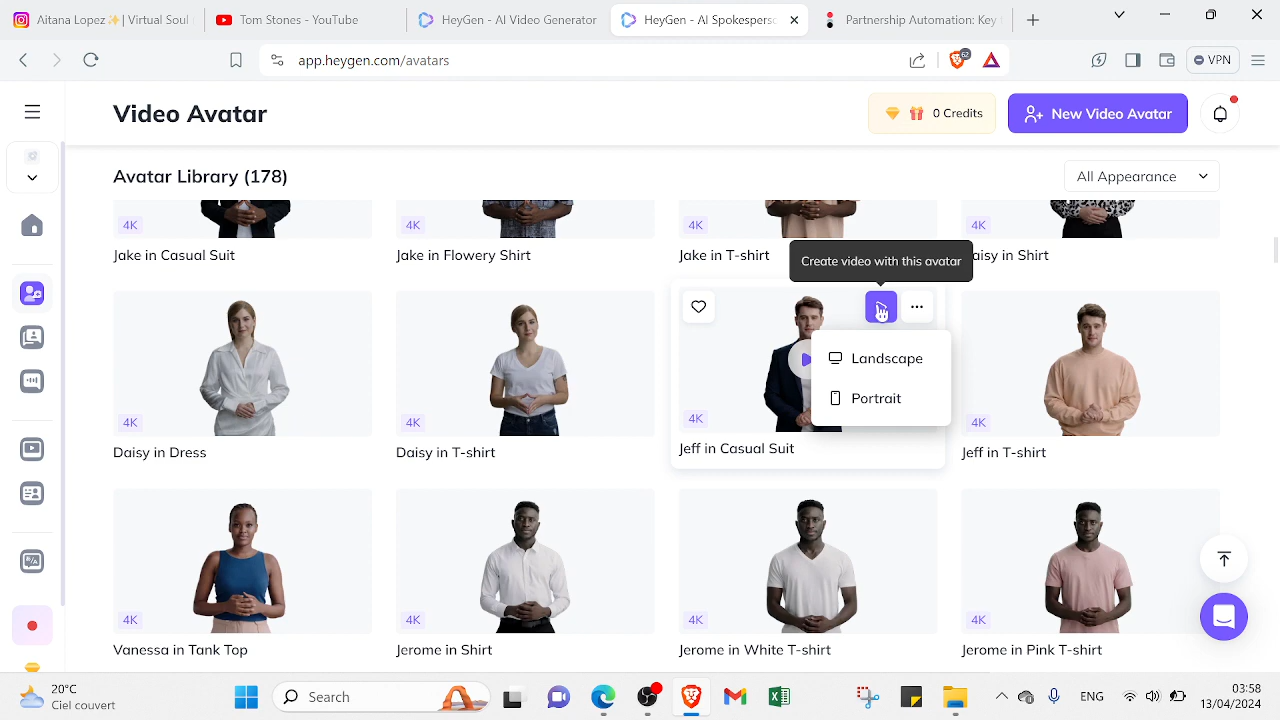 Aitana Lopez✨| Virtual Soul
Tom Stones - YouTube
HeyGen - AI Video Generator
HeyGen - AI Spokespers
Partnership Automation: Key
app.heygen.com/avatars
62
VPN
Video Avatar
0 Credits
New Video Avatar
Avatar Library (178)
All Appearance
4K
4K
4K
4K
Jake in Casual Suit
Jake in Flowery Shirt
Jake in T-shirt
aisy in Shirt
Create video with this avatar
Landscape
Portrait
4K
4K
4K
4K
Daisy in Dress
Daisy in T-shirt
Jeff in Casual Suit
Jeff in T-shirt
4K
4K
4K
4K
Vanessa in Tank Top
Jerome in Shirt
Jerome in White T-shirt
Jerome in Pink T-shirt
20°C
Ciel couvert
Search
ENG
03:58
13/04/2024